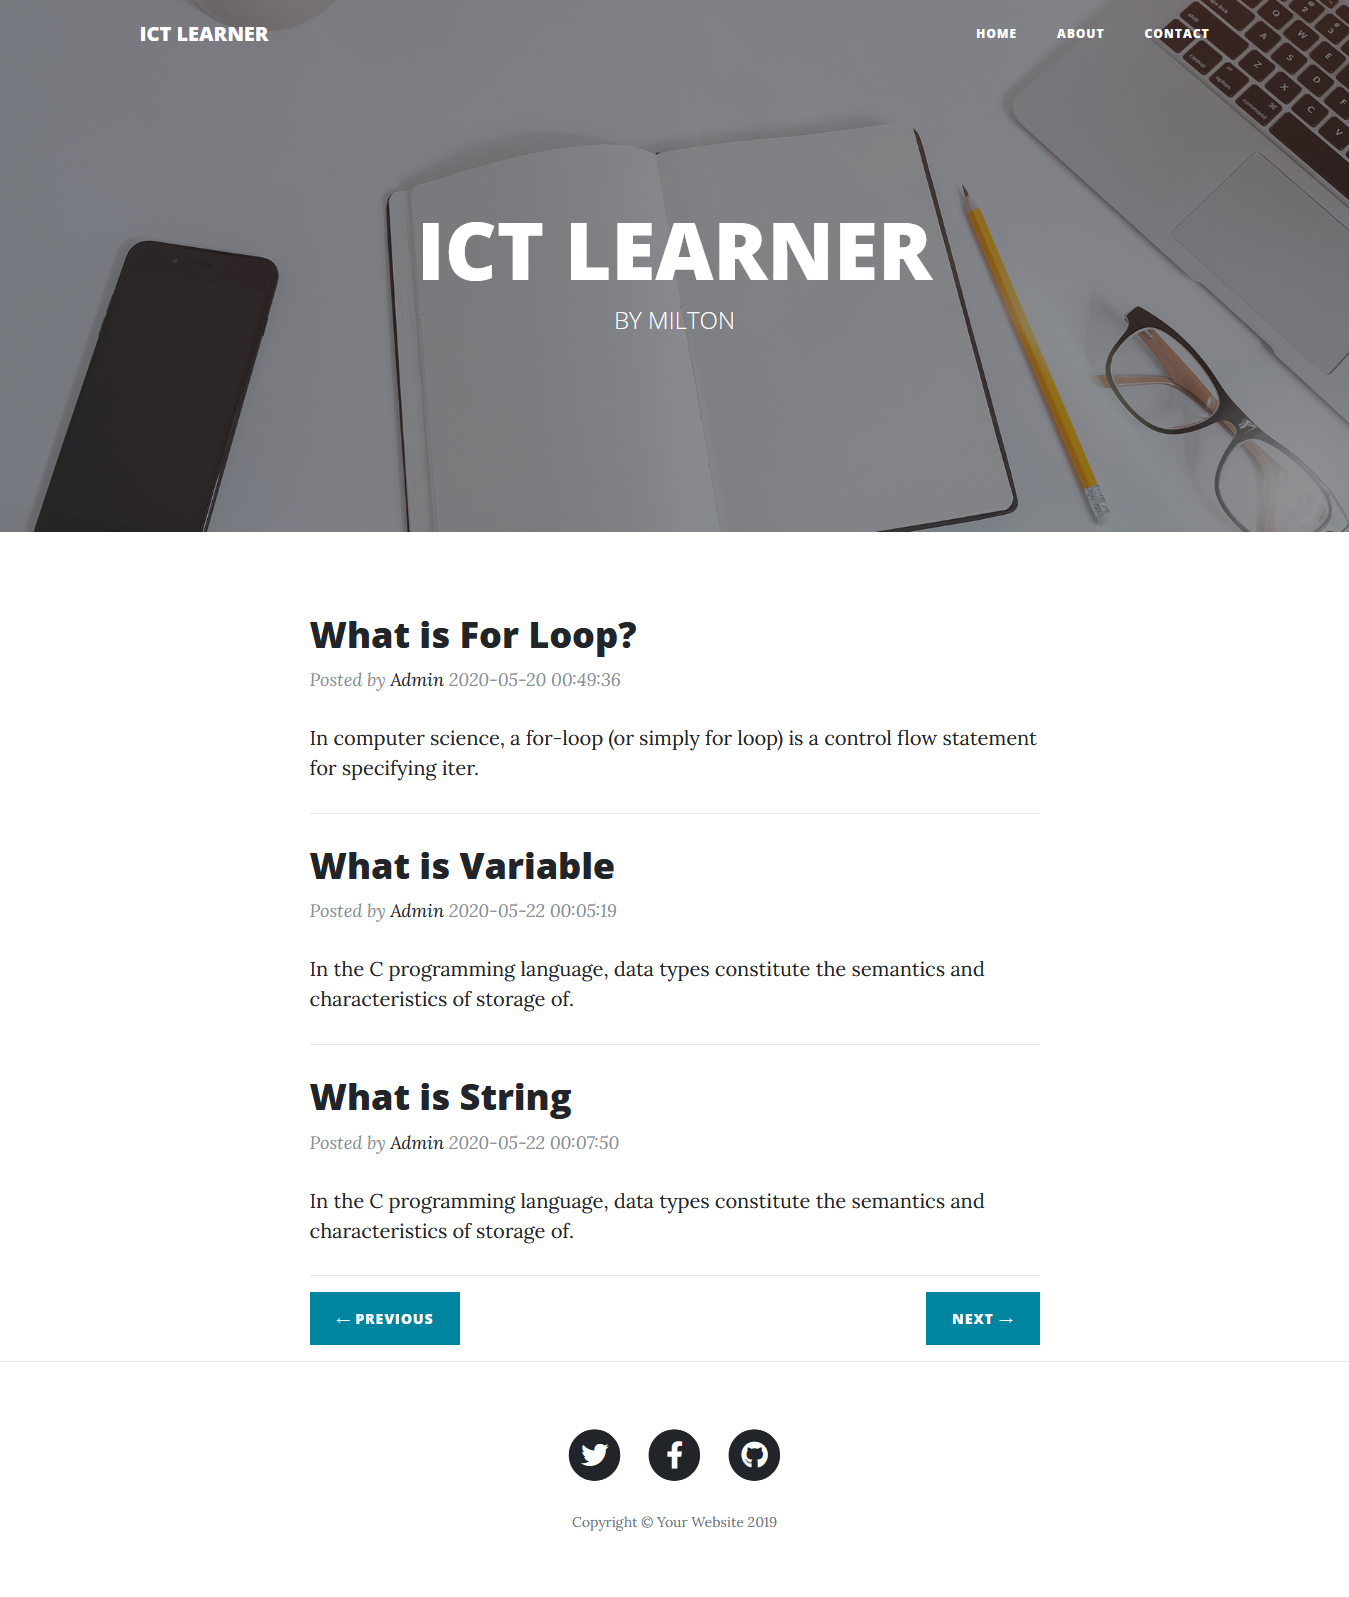 ICT LEARNER
HOME
ABOUT
CONTACT
ICT LEARNER
BY MILTON
What is For Loop?
Posted by Admin 2020-05-20 00:49:36
In computer science, a for-loop (or simply for loop) is a control flow statement
for specifying iter.
What is Variable
Posted by Admin 2020-05-22 00:05:19
In the C programming language, data types constitute the semantics and
characteristics of storage of.
What is String
Posted by Admin 2020-05-22 00:07:50
In the C programming language, data types constitute the semantics and
characteristics of storage of.
← PREVIOUS
NEXT →
Copyright © Your Website 2019